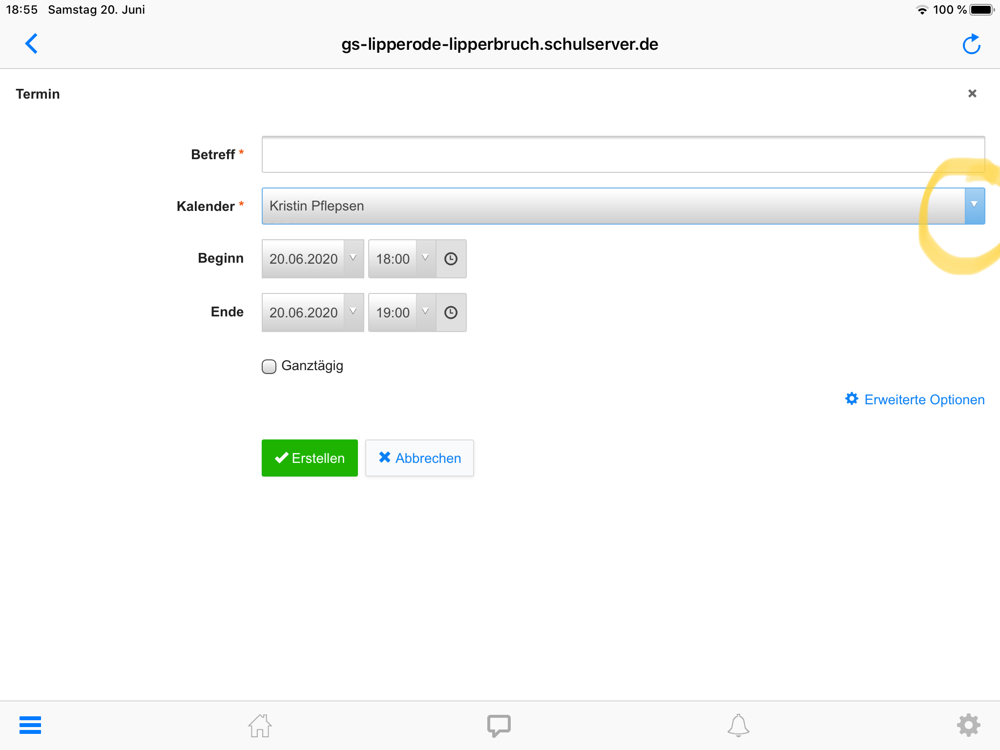 18:55 Samstag 20. Juni 100 %
gs-lipperode-lipperbruch.schulserver.de
Termin
Betreff *
Kalender * Kristin Pflepsen
Beginn 20.06.2020 18:00
Ende 20.06.2020 19:00
Ganztägig
Erweiterte Optionen
Erstellen Abbrechen